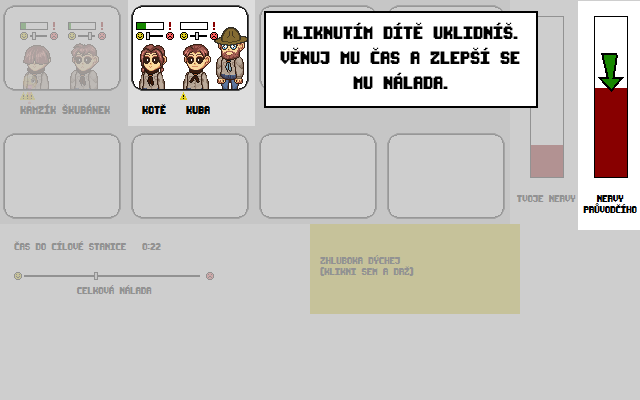 KLIKNUTÍM DÍTĚ UKLIDNÍŠ.
VĚNUJ MU ČAS A ZLEPŠÍ SE
MU NÁLADA.
KAMZÍK ŠKUBÁNEK
KOTĚ KUBA
TVOJE NERVY
NERVY
PRŮVODČÍHO
ČAS DO CÍLOVÉ STANICE 0:22
CELKOVÁ NÁLADA
ZHLUBOKA DÝCHEJ
(KLIKNI SEM A DRŽ)